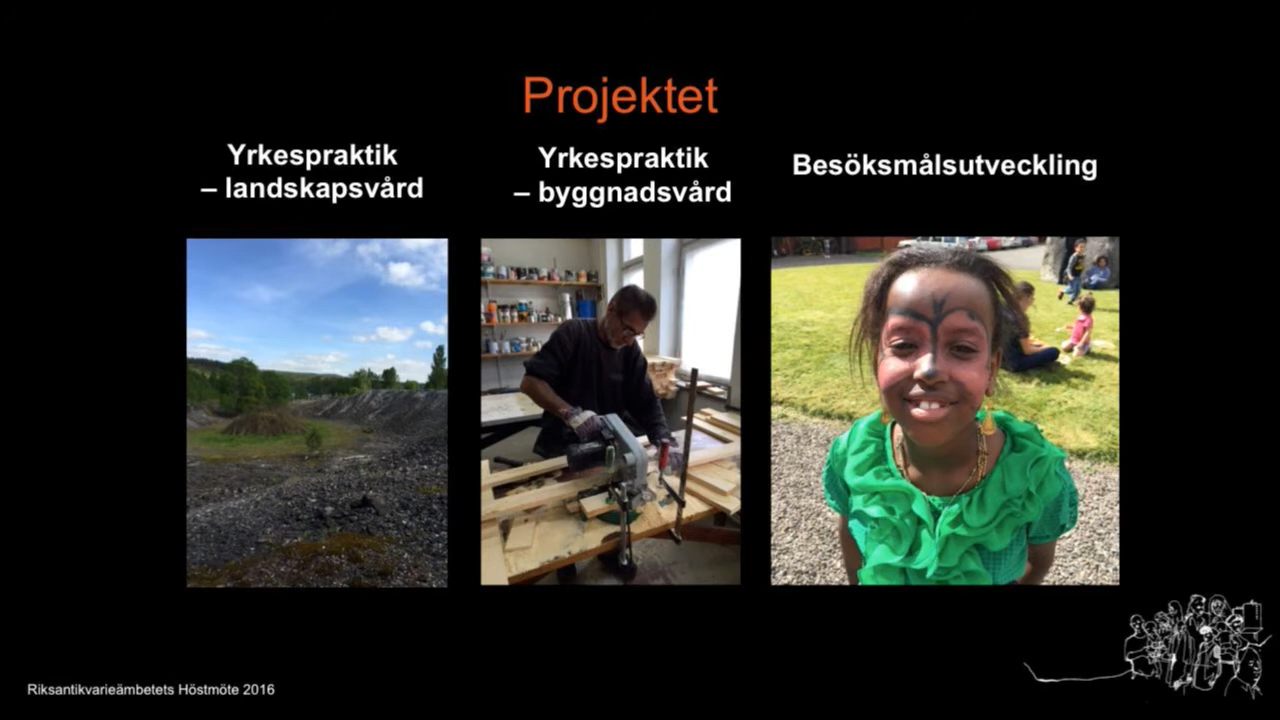 Projektet
Yrkespraktik
– landskapsvård
Yrkespraktik
– byggnadsvård
Besöksmålsutveckling
Riksantikvarieämbetets Höstmöte 2016